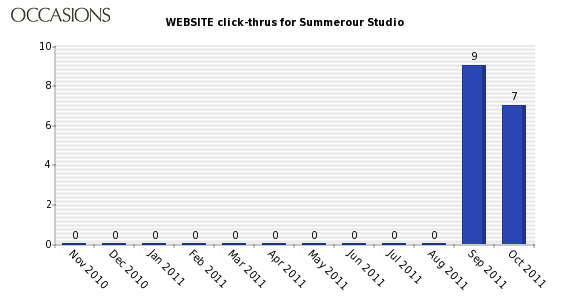 OCCASIONS
WEBSITE click-thrus for Summerour Studio
10
8
6
4
2
0
0 0 0 0 0 0 0 0 0 0 9 7
Nov 2010 Dec 2010 Jan 2011 Feb 2011 Mar 2011 Apr 2011 May 2011 Jun 2011 Jul 2011 Aug 2011 Sep 2011 Oct 2011